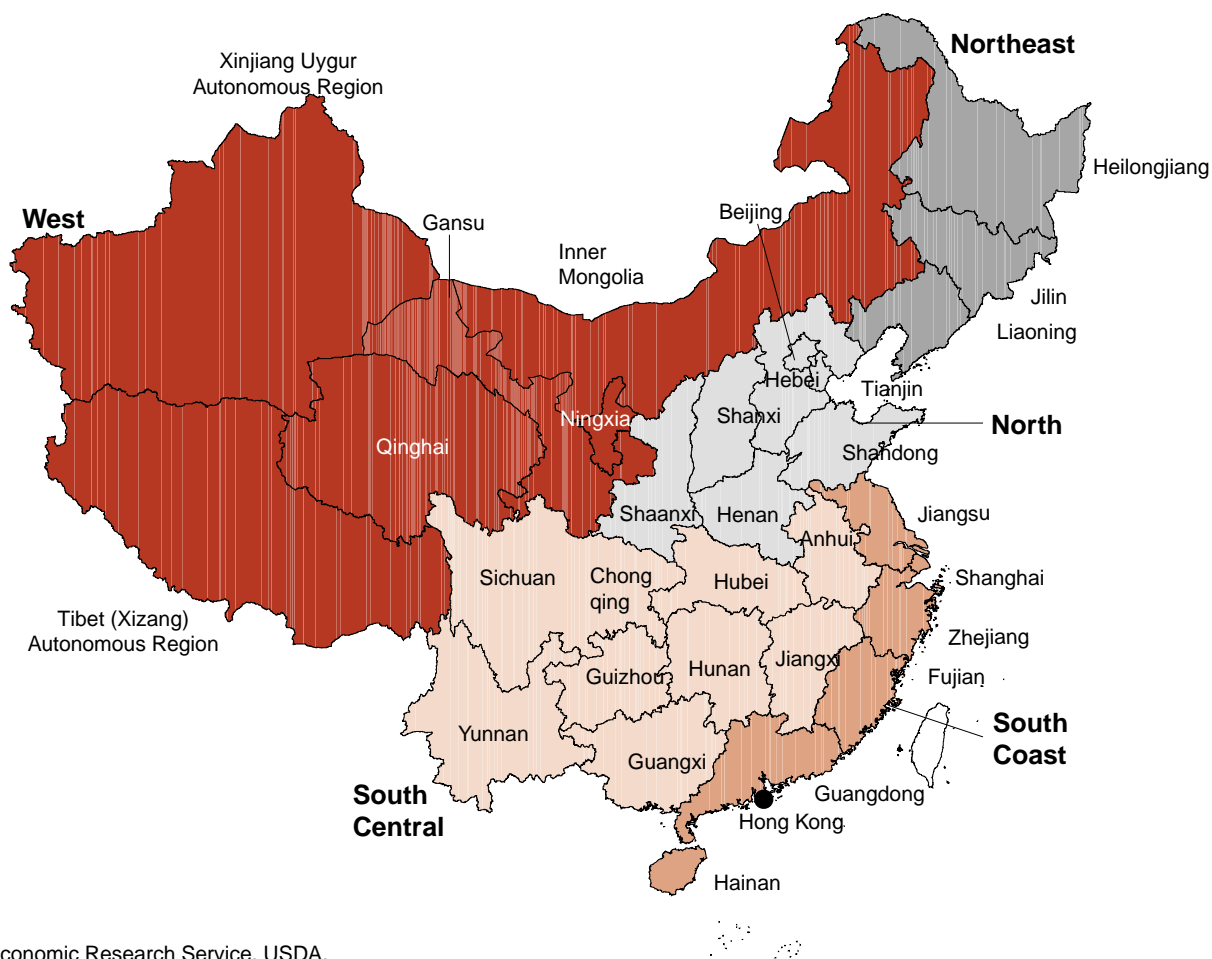 Northeast
Xinjiang Uygur
Autonomous Region
Heilongjiang
West
Gansu
Beijing
Inner
Mongolia
Jilin
Liaoning
Hebei
Tianjin
Shanxi
Ningxia
North
Qinghai
Shandong
Shaanxi
Henan
Jiangsu
Anhui
Sichuan
Chong
qing
Hubei
Shanghai
Tibet (Xizang)
Autonomous Region
Zhejiang
Jiangxi
Hunan
Guizhou
Fujian
Yunnan
South
Coast
Guangxi
South
Central
Guangdong
Hong Kong
Hainan
conomic Research Service, USDA.